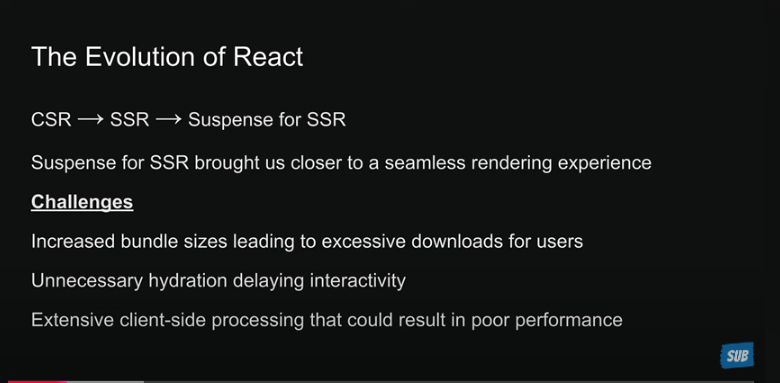 The Evolution of React
CSR → SSR → Suspense for SSR
Suspense for SSR brought us closer to a seamless rendering experience
Challenges
Increased bundle sizes leading to excessive downloads for users
Unnecessary hydration delaying interactivity
Extensive client-side processing that could result in poor performance
SUB